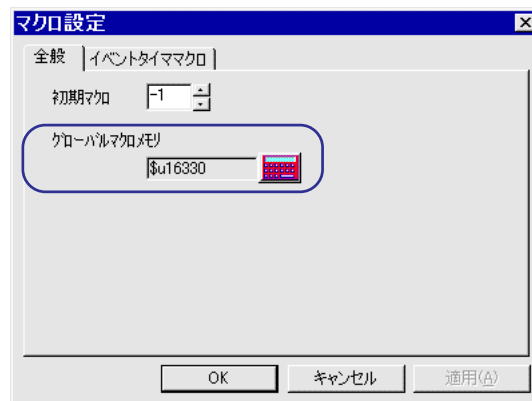 マクロ設定
全般 イベントタイママクロ
初期マクロ -1
グローバルマクロメモリ
$u16330
OK キャンセル 適用(A)